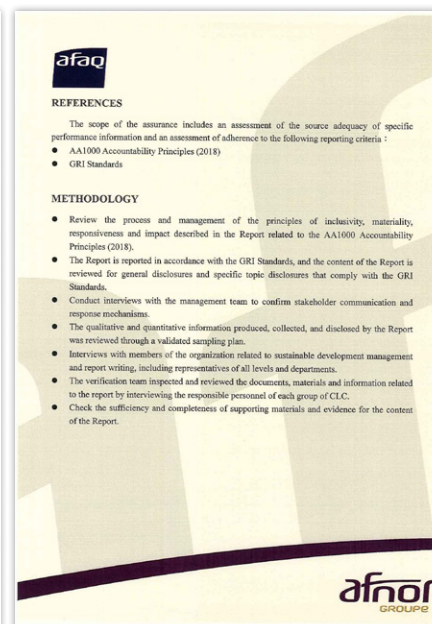 afaq
REFERENCES
The scope of the assurance includes an assessment of the source adequacy of specific
performance information and an assessment of adherence to the following reporting criteria：
● AA1000 Accountability Principles (2018)
● GRI Standards
METHODOLOGY
● Review the process and management of the principles of inclusivity, materiality,
responsiveness and impact described in the Report related to the AA1000 Accountability
Principles (2018).
● The Report is reported in accordance with the GRI Standards, and the content of the Report is
reviewed for general disclosures and specific topic disclosures that comply with the GRI
Standards.
● Conduct interviews with the management team to confirm stakeholder communication and
response mechanisms.
● The qualitative and quantitative information produced, collected, and disclosed by the Report
was reviewed through a validated sampling plan.
● Interviews with members of the organization related to sustainable development management
and report writing, including representatives of all levels and departments.
● The verification team inspected and reviewed the documents, materials and information related
to the report by interviewing the responsible personnel of each group of CLC.
● Check the sufficiency and completeness of supporting materials and evidence for the content
of the Report.
afnor
GROUPE